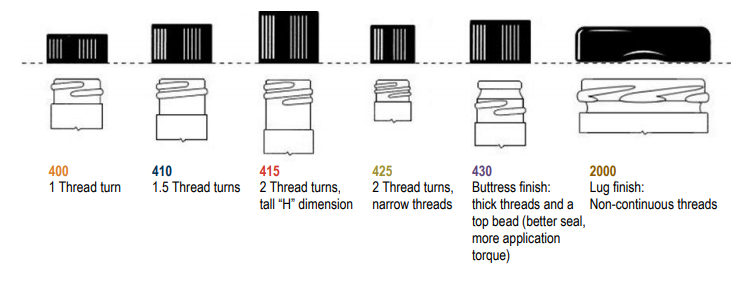 400
1 Thread turn
410
1.5 Thread turns
415
2 Thread turns,
tall “H” dimension
425
2 Thread turns,
narrow threads
430
Buttress finish:
thick threads and a
top bead (better seal,
more application
torque)
2000
Lug finish:
Non-continuous threads